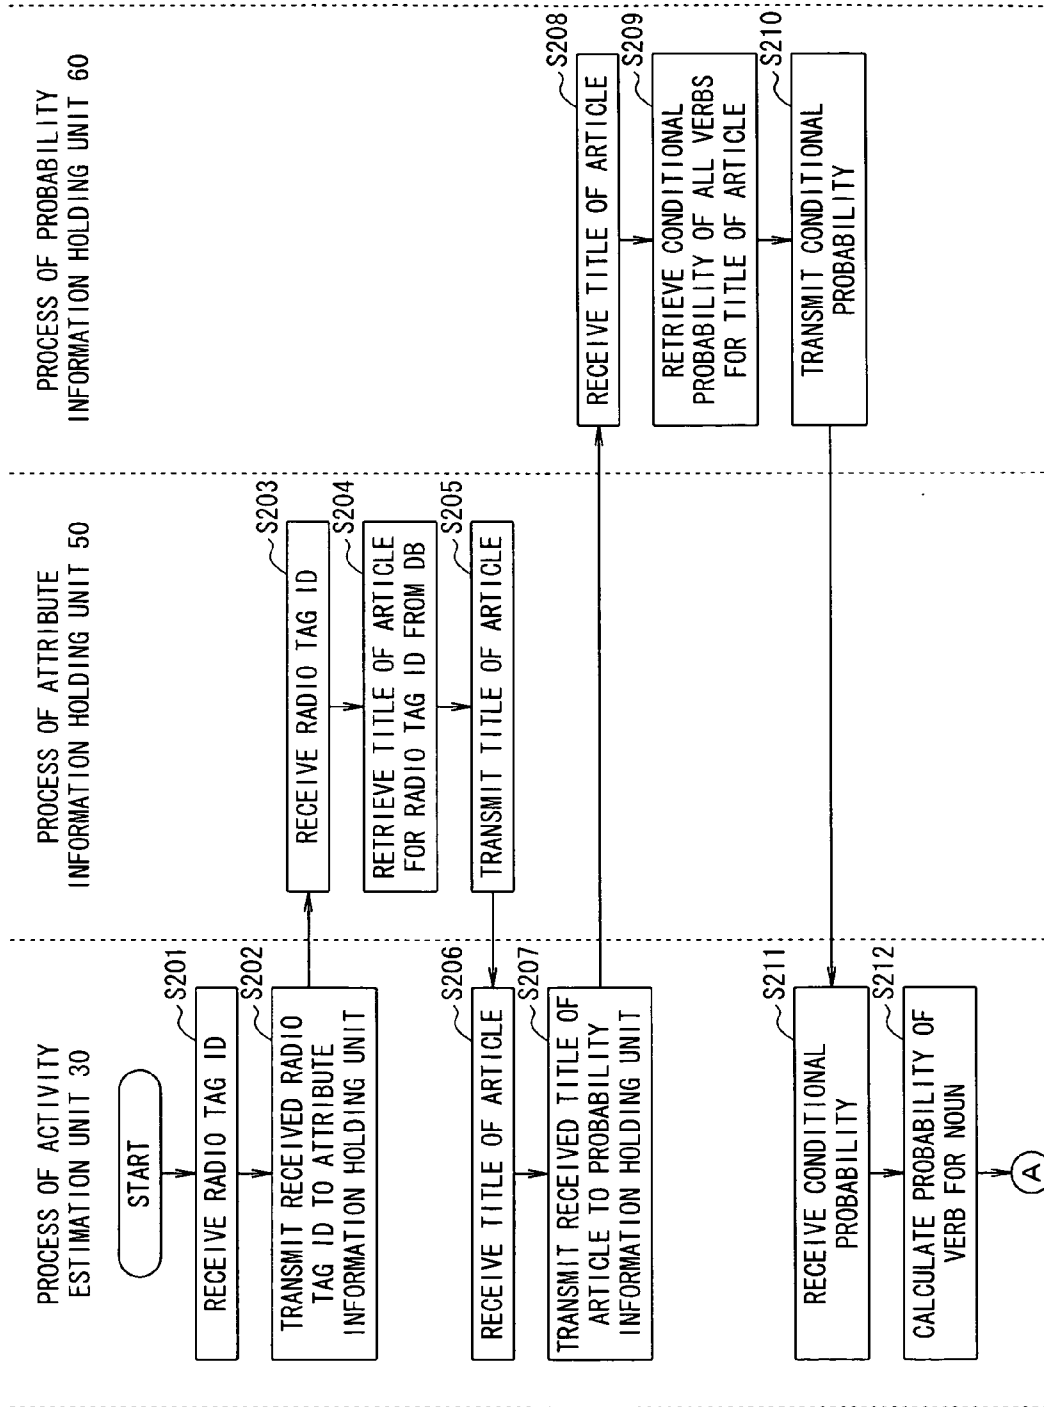 PROCESS OF ACTIVITY
ESTIMATION UNIT 30
START
S201
RECEIVE RADIO TAG ID
S202
TRANSMIT RECEIVED RADIO
TAG ID TO ATTRIBUTE
INFORMATION HOLDING UNIT
S206
RECEIVE TITLE OF ARTICLE
S207
TRANSMIT RECEIVED TITLE OF
ARTICLE TO PROBABILITY
INFORMATION HOLDING UNIT
S211
RECEIVE CONDITIONAL
PROBABILITY
S212
CALCULATE PROBABILITY OF
VERB FOR NOUN
A
PROCESS OF ATTRIBUTE
INFORMATION HOLDING UNIT 50
S203
RECEIVE RADIO TAG ID
S204
RETRIEVE TITLE OF ARTICLE
FOR RADIO TAG ID FROM DB
S205
TRANSMIT TITLE OF ARTICLE
PROCESS OF PROBABILITY
INFORMATION HOLDING UNIT 60
S208
RECEIVE TITLE OF ARTICLE
S209
RETRIEVE CONDITIONAL
PROBABILITY OF ALL VERBS
FOR TITLE OF ARTICLE
S210
TRANSMIT CONDITIONAL
PROBABILITY